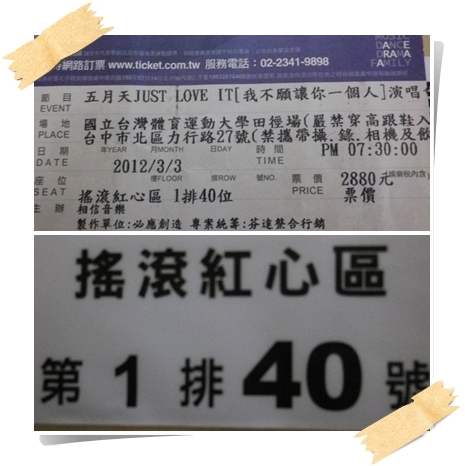 MUSIC
DANCE
DRAMA
FAMILY
網路訂票 www.ticket.com.tw 服務電話：02-2341-9898
節目 EVENT 五月天JUST LOVE IT[我不願讓你一個人]演唱
場地 PLACE 國立台灣體育運動大學田徑場(嚴禁穿高跟鞋入
台中市北區力行路27號(禁攜帶攝.錄.相機及飲
日期 DATE 年YEAR 月MONTH 日DAY 時間 TIME PM 07:30:00
2012/3/3
座位 SEAT 樓FLOOR 排ROW 號NO. 票價 PRICE 2880元 (娛樂稅內含)
搖滾紅心區 1排40位 票價
主辦 相信音樂
製作單位:必應創造 專案統籌:芬達整合行銷
搖滾紅心區
第 1 排 40 號